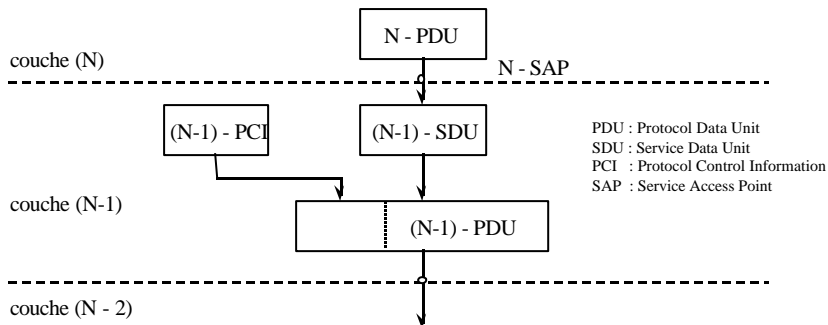 N - PDU
couche (N)
N - SAP
(N-1) - PCI
(N-1) - SDU
PDU : Protocol Data Unit
SDU : Service Data Unit
PCI : Protocol Control Information
SAP : Service Access Point
couche (N-1)
(N-1) - PDU
couche (N - 2)